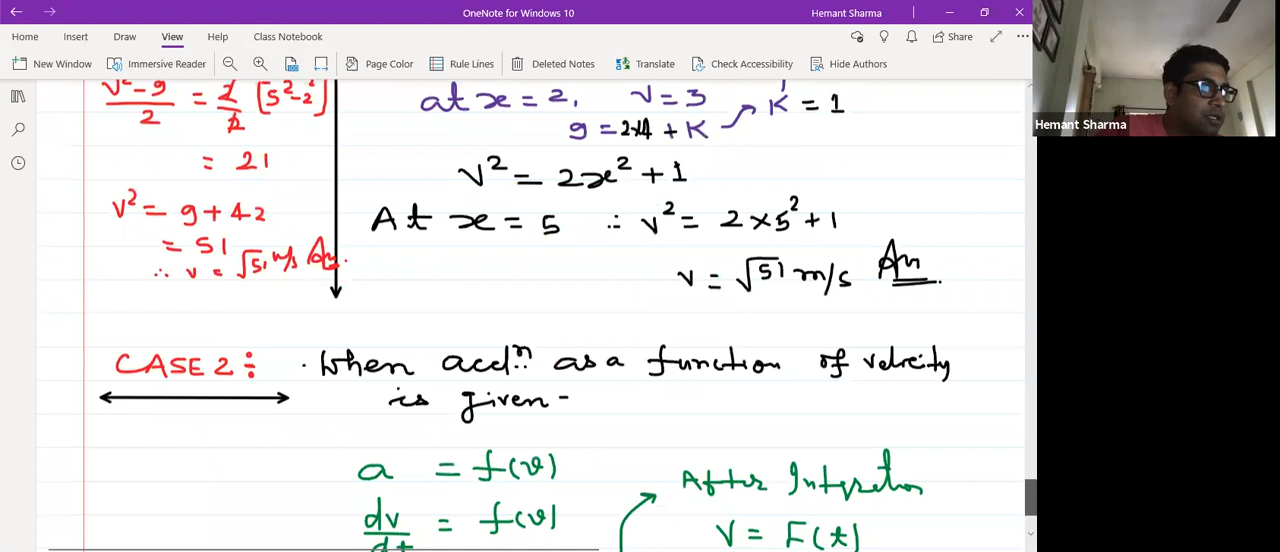 OneNote for Windows 10
Hemant Sharma
Home Insert Draw View Help Class Notebook
Share
New Window Immersive Reader Page Color Rule Lines Deleted Notes Translate Check Accessibility Hide Authors
Hemant Sharma
V²-9/2 = 2/2 [5²-2²]
= 21
V² = 9+42
= 51
∴ v = √51 m/s Ans.
at x = 2, v = 3
9 = 2×4 + K
K = 1
V² = 2x² + 1
At x = 5 ∴ v² = 2×5²+1
v = √51 m/s Ans.
CASE 2 : · When acclⁿ. as a function of velocity
is given -
a = f(v)
dv/dt = f(v)
After Integration
V = F(t)